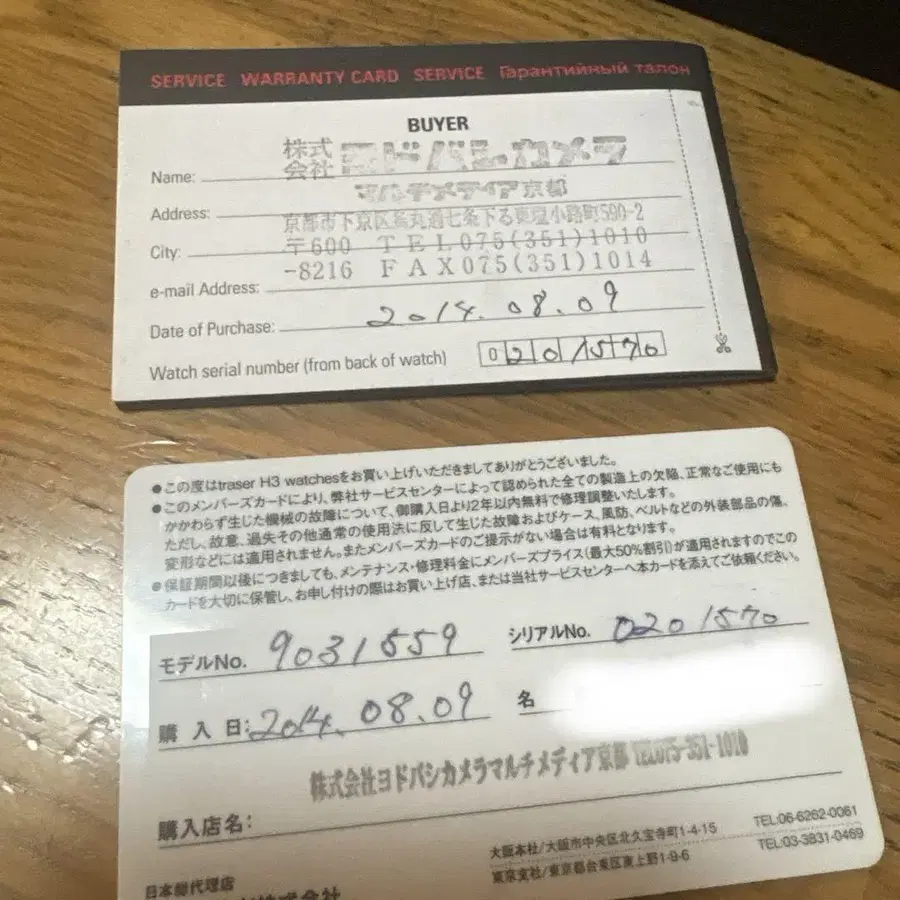 SERVICE WARRANTY CARD SERVICE Гарантийный талон
BUYER
Name: 株式会社 ヨドバシカメラ
マルチメディア京都
Address: 京都市下京区烏丸通七条下る東塩小路町590-2
City: 〒600 TEL075(351)1010
-8216 FAX075(351)1014
e-mail Address:
Date of Purchase: 2014.08.09
Watch serial number (from back of watch) 0201570
●この度はtraser H3 watchesをお買い上げいただきましてありがとうございました。
●このメンバーズカードにより、弊社サービスセンターによって認められた全ての製造上の欠陥、正常なご使用にも
かかわらず生じた機械の故障について、御購入日より2年以内無料で修理調整いたします。
ただし、故意、過失その他通常の使用法に反して生じた故障およびケース、風防、ベルトなどの外装部品の傷、
変形などには適用されません。またメンバーズカードのご提示がない場合は有料となります。
●保証期間以後につきましても、メンテナンス・修理料金にメンバーズプライス(最大50%割引)が適用されますのでこの
カードを大切に保管し、お申し付けの際はお買い上げ店、または当社サービスセンターへ本カードを添えてご依頼ください。
モデルNo. 9031559 シリアルNo. 0201570
購入日: 2014.08.09 名
株式会社ヨドバシカメラマルチメディア京都 TEL075-351-1010
購入店名:
大阪本社/大阪市中央区北久宝寺町1-4-15 TEL:06-6262-0061
東京支社/東京都台東区東上野1-9-6 TEL:03-3831-0469
日本総代理店
株式会社